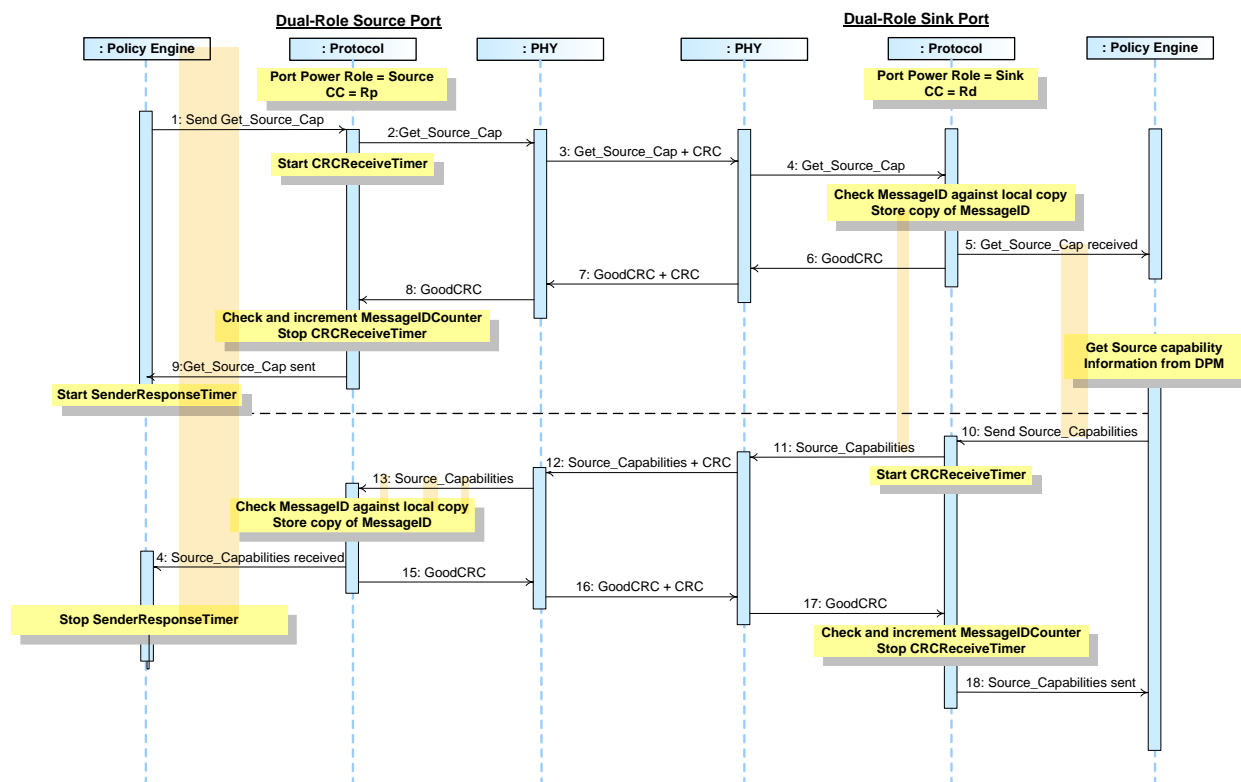 Dual-Role Source Port
Dual-Role Sink Port
: Policy Engine
: Protocol
: PHY
: PHY
: Protocol
: Policy Engine
Port Power Role = Source
CC = Rp
Port Power Role = Sink
CC = Rd
1: Send Get_Source_Cap
2:Get_Source_Cap
Start CRCReceiveTimer
3: Get_Source_Cap + CRC
4: Get_Source_Cap
Check MessageID against local copy
Store copy of MessageID
5: Get_Source_Cap received
6: GoodCRC
7: GoodCRC + CRC
8: GoodCRC
Check and increment MessageIDCounter
Stop CRCReceiveTimer
Get Source capability
Information from DPM
9:Get_Source_Cap sent
Start SenderResponseTimer
10: Send Source_Capabilities
11: Source_Capabilities
Start CRCReceiveTimer
12: Source_Capabilities + CRC
13: Source_Capabilities
Check MessageID against local copy
Store copy of MessageID
4: Source_Capabilities received
15: GoodCRC
16: GoodCRC + CRC
17: GoodCRC
Stop SenderResponseTimer
Check and increment MessageIDCounter
Stop CRCReceiveTimer
18: Source_Capabilities sent